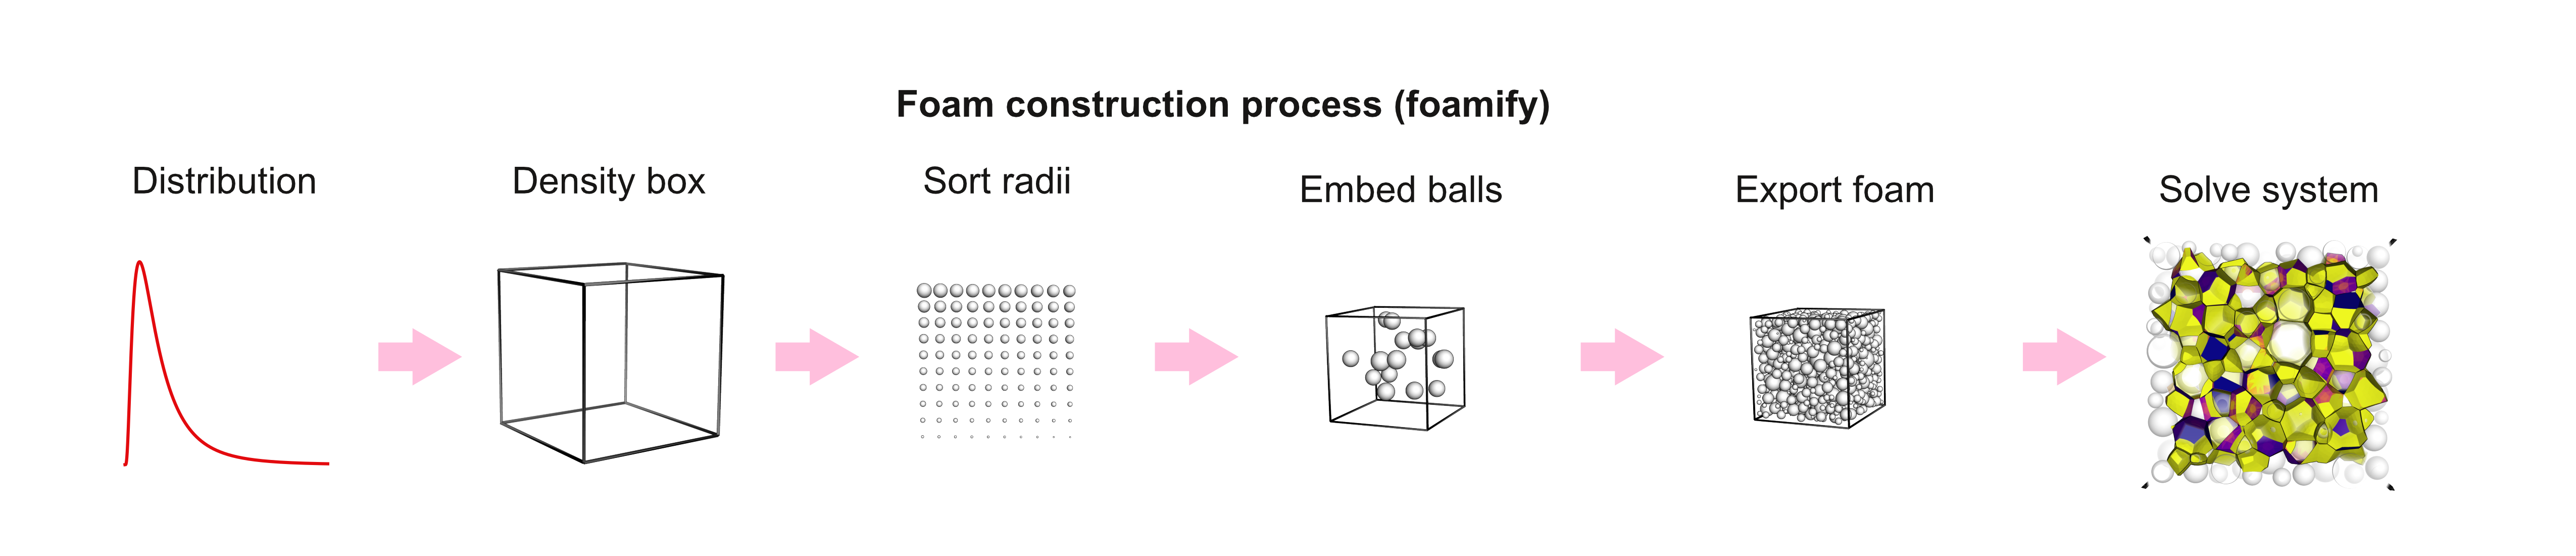 Foam construction process (foamify)
Distribution
Density box
Sort radii
Embed balls
Export foam
Solve system